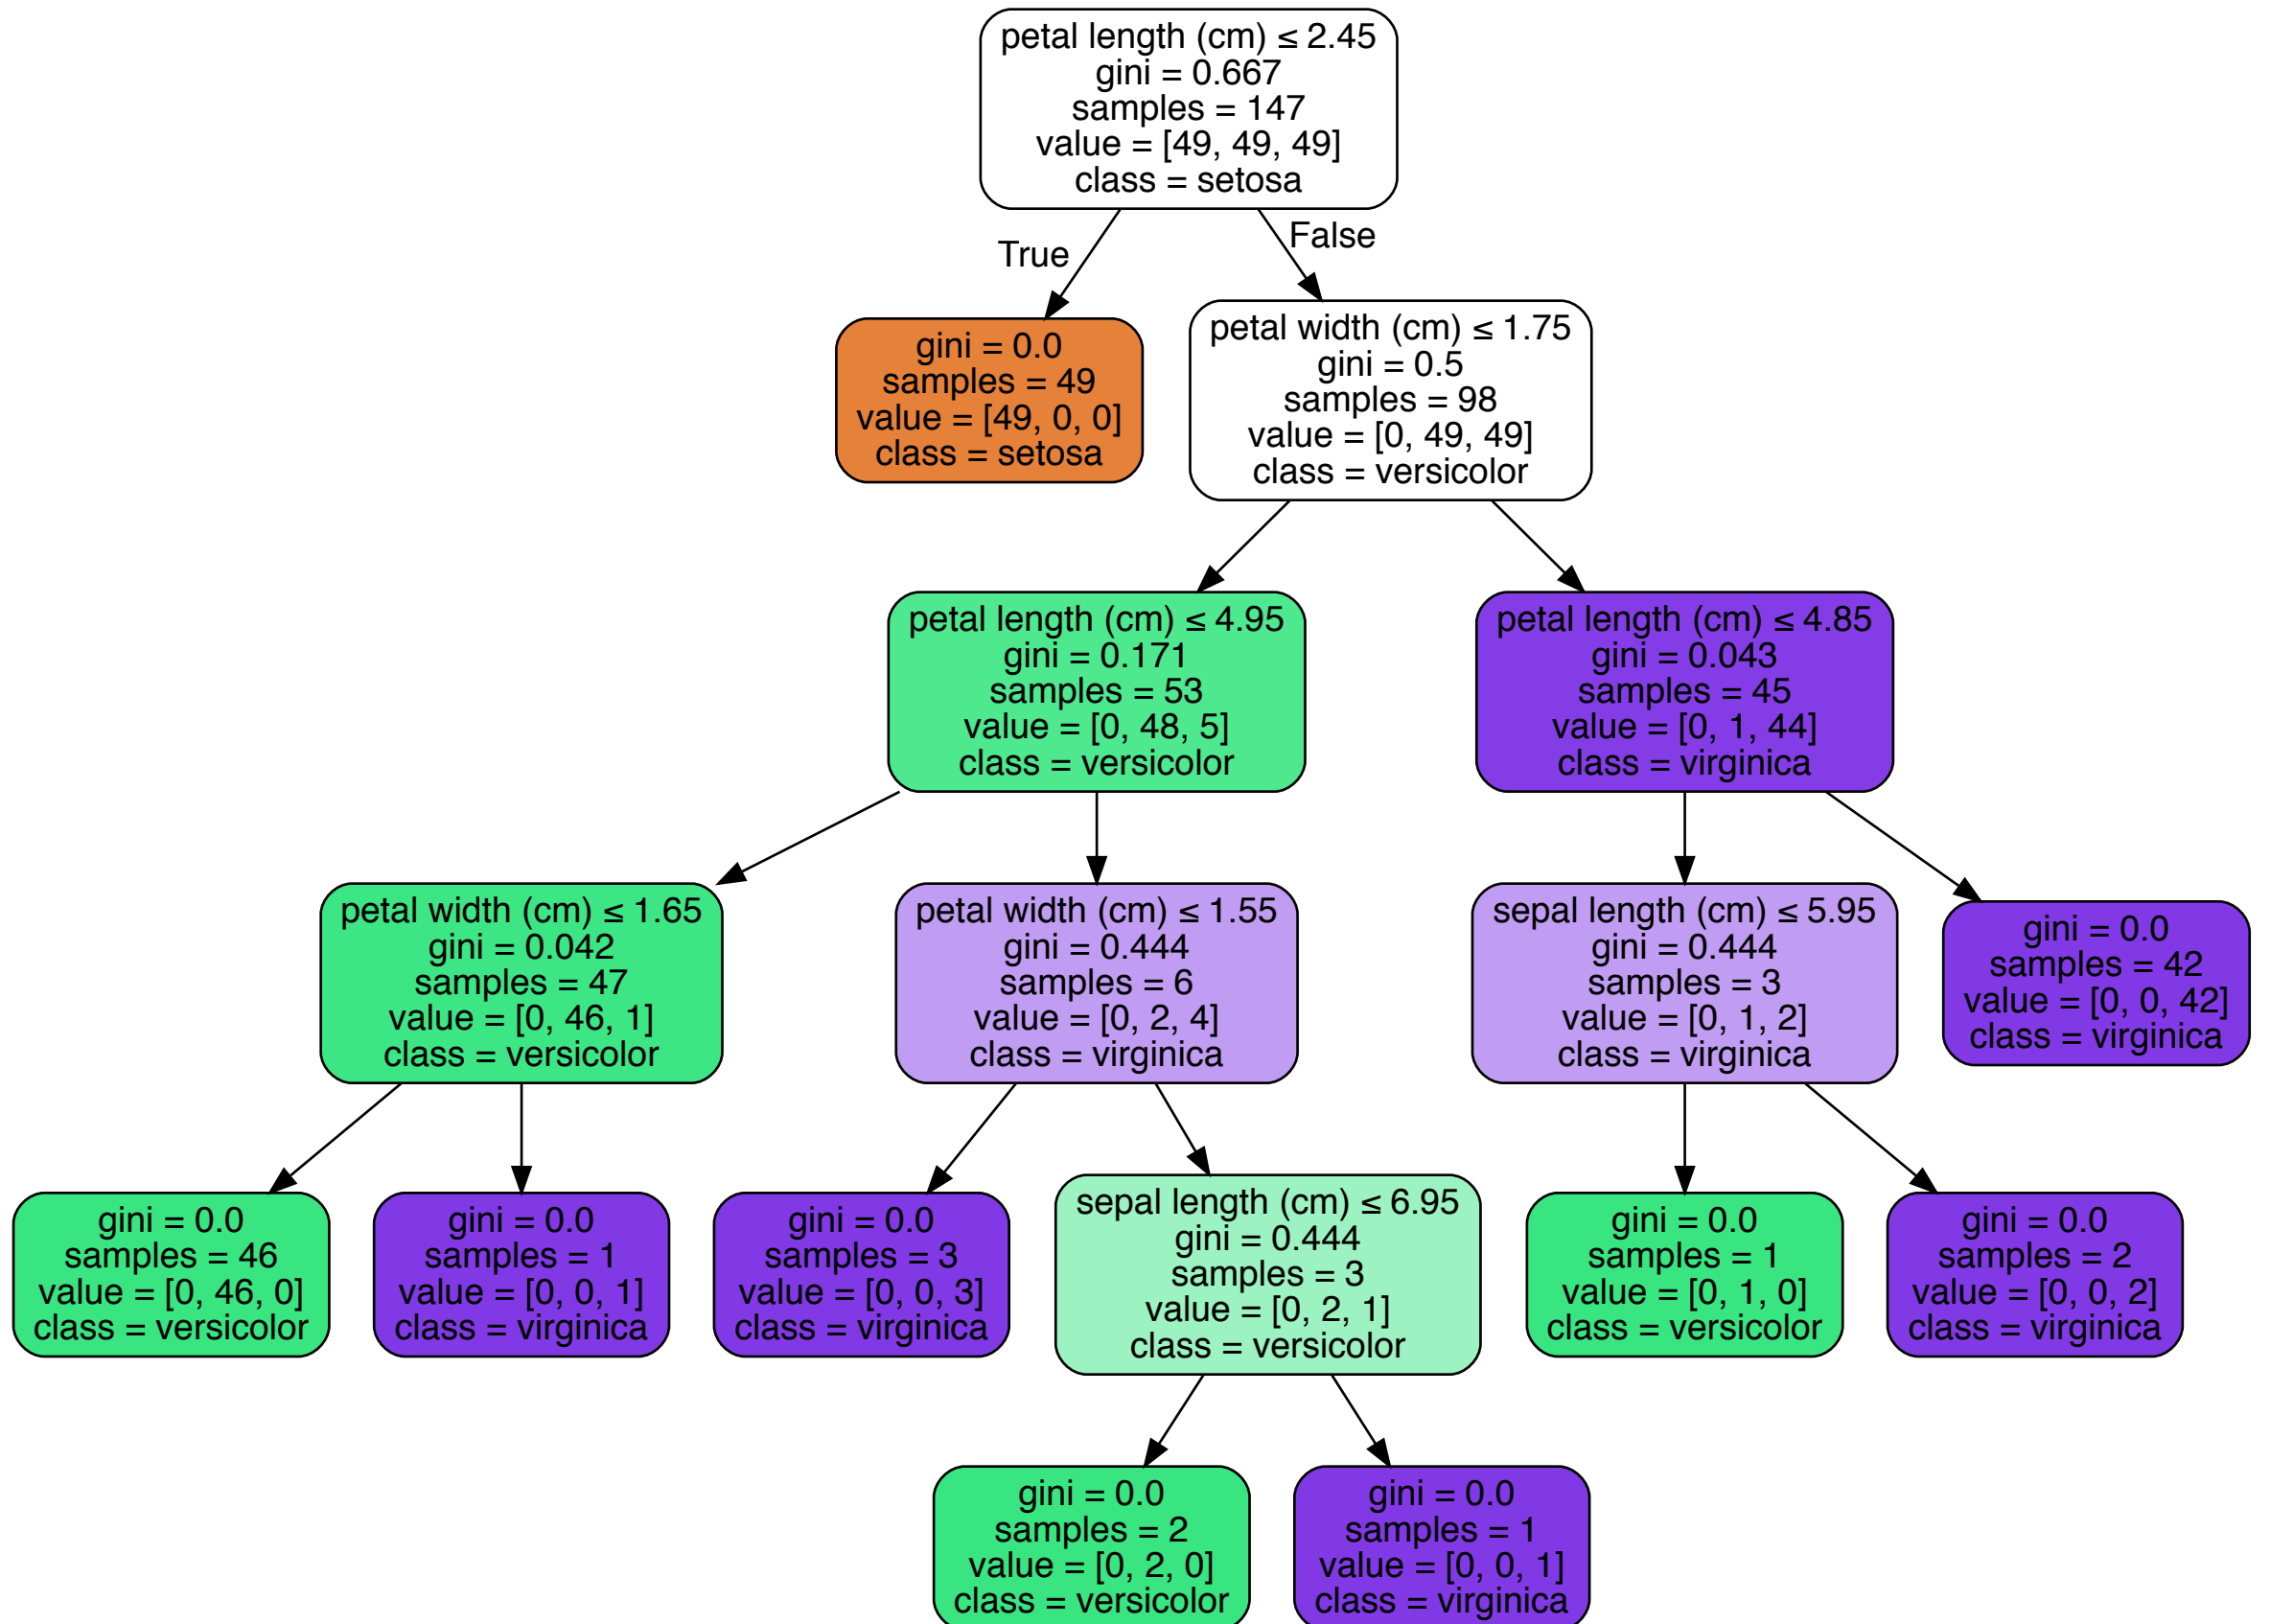 petal length (cm) ≤ 2.45
gini = 0.667
samples = 147
value = [49, 49, 49]
class = setosa
True
False
gini = 0.0
samples = 49
value = [49, 0, 0]
class = setosa
petal width (cm) ≤ 1.75
gini = 0.5
samples = 98
value = [0, 49, 49]
class = versicolor
petal length (cm) ≤ 4.95
gini = 0.171
samples = 53
value = [0, 48, 5]
class = versicolor
petal length (cm) ≤ 4.85
gini = 0.043
samples = 45
value = [0, 1, 44]
class = virginica
petal width (cm) ≤ 1.65
gini = 0.042
samples = 47
value = [0, 46, 1]
class = versicolor
petal width (cm) ≤ 1.55
gini = 0.444
samples = 6
value = [0, 2, 4]
class = virginica
sepal length (cm) ≤ 5.95
gini = 0.444
samples = 3
value = [0, 1, 2]
class = virginica
gini = 0.0
samples = 42
value = [0, 0, 42]
class = virginica
gini = 0.0
samples = 46
value = [0, 46, 0]
class = versicolor
gini = 0.0
samples = 1
value = [0, 0, 1]
class = virginica
gini = 0.0
samples = 3
value = [0, 0, 3]
class = virginica
sepal length (cm) ≤ 6.95
gini = 0.444
samples = 3
value = [0, 2, 1]
class = versicolor
gini = 0.0
samples = 1
value = [0, 1, 0]
class = versicolor
gini = 0.0
samples = 2
value = [0, 0, 2]
class = virginica
gini = 0.0
samples = 2
value = [0, 2, 0]
class = versicolor
gini = 0.0
samples = 1
value = [0, 0, 1]
class = virginica